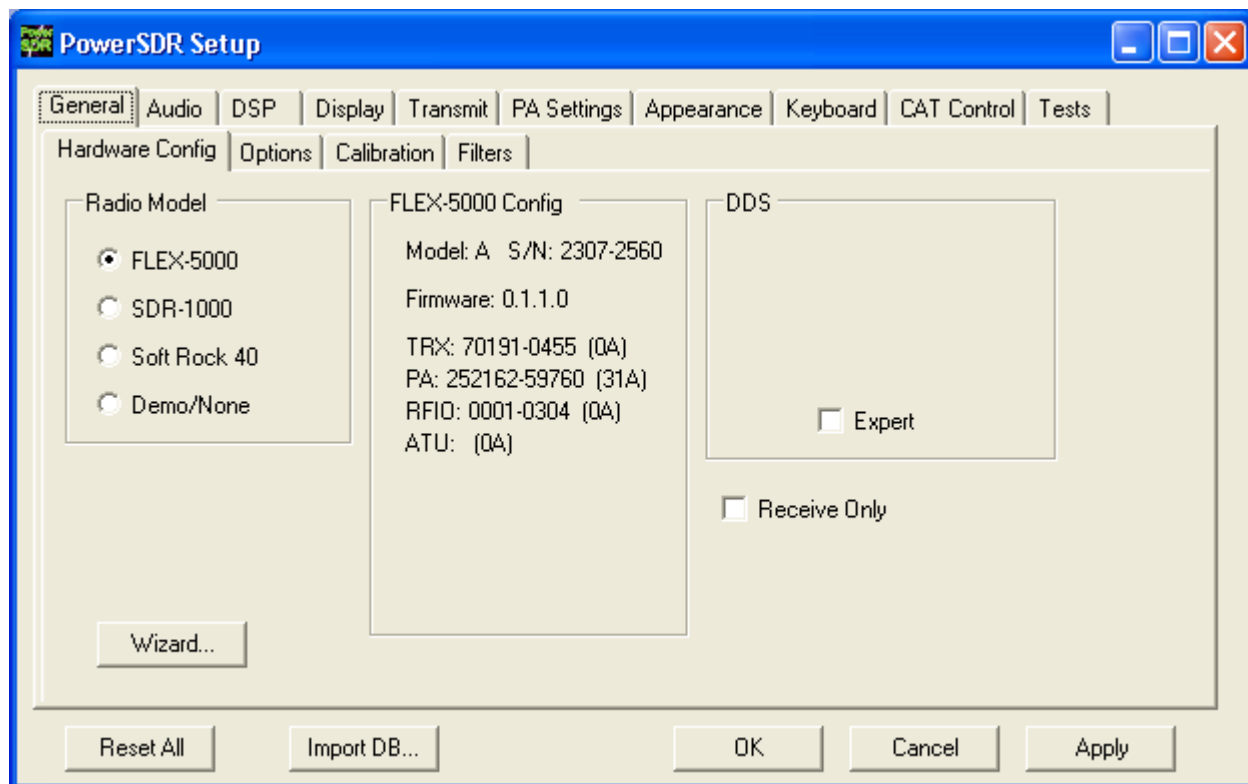 Power SDR PowerSDR Setup
General Audio DSP Display Transmit PA Settings Appearance Keyboard CAT Control Tests
Hardware Config Options Calibration Filters
Radio Model
FLEX-5000
SDR-1000
Soft Rock 40
Demo/None
FLEX-5000 Config
Model: A S/N: 2307-2560
Firmware: 0.1.1.0
TRX: 70191-0455 (0A)
PA: 252162-59760 (31A)
RFIO: 0001-0304 (0A)
ATU: (0A)
DDS
Expert
Receive Only
Wizard...
Reset All Import DB... OK Cancel Apply